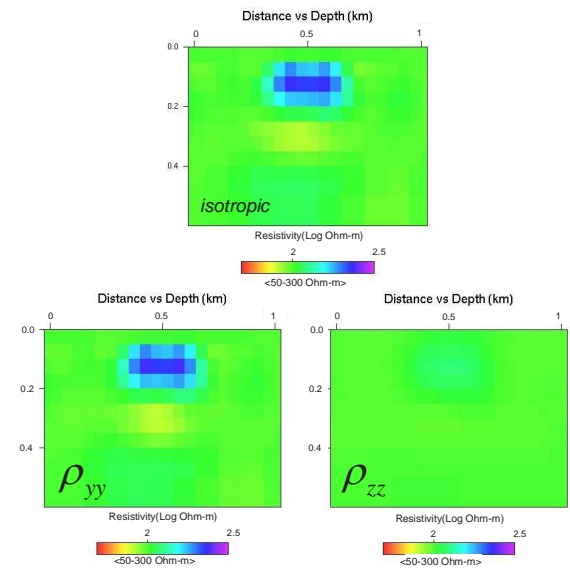 Distance vs Depth (km)
0 0.5 1
0.0
0.2
0.4
isotropic
Resistivity(Log Ohm-m)
2 2.5
<50-300 Ohm-m>
Distance vs Depth (km)
0 0.5 1
0.0
0.2
0.4
ρyy
Resistivity(Log Ohm-m)
2 2.5
<50-300 Ohm-m>
Distance vs Depth (km)
0 0.5 1
0.0
0.2
0.4
ρzz
Resistivity(Log Ohm-m)
2 2.5
<50-300 Ohm-m>